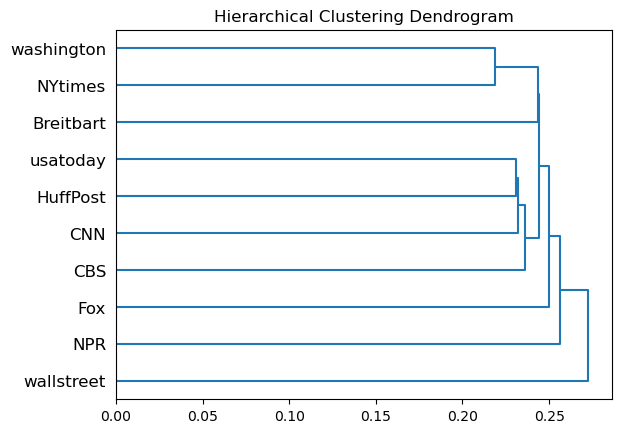 Hierarchical Clustering Dendrogram
washington
NYtimes
Breitbart
usatoday
HuffPost
CNN
CBS
Fox
NPR
wallstreet
0.00 0.05 0.10 0.15 0.20 0.25